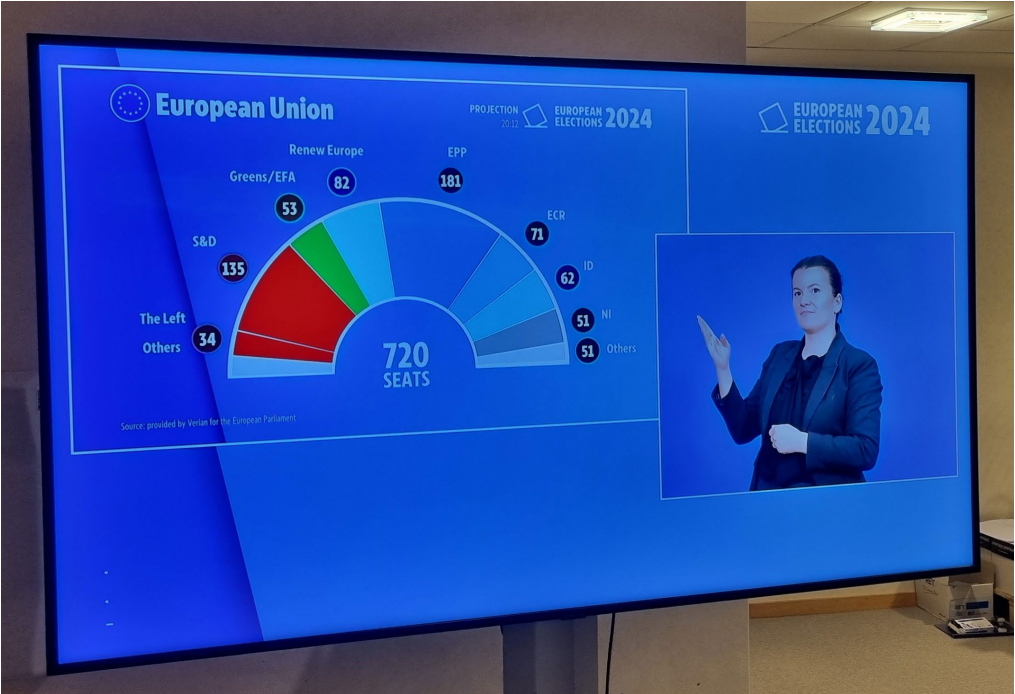 European Union
PROJECTION
20:12
EUROPEAN
ELECTIONS 2024
EUROPEAN
ELECTIONS 2024
Renew Europe
82
EPP
181
Greens/EFA
53
ECR
71
S&D
135
ID
62
The Left
34
Others
NI
51
51
Others
720
SEATS
Source: provided by Verian for the European Parliament